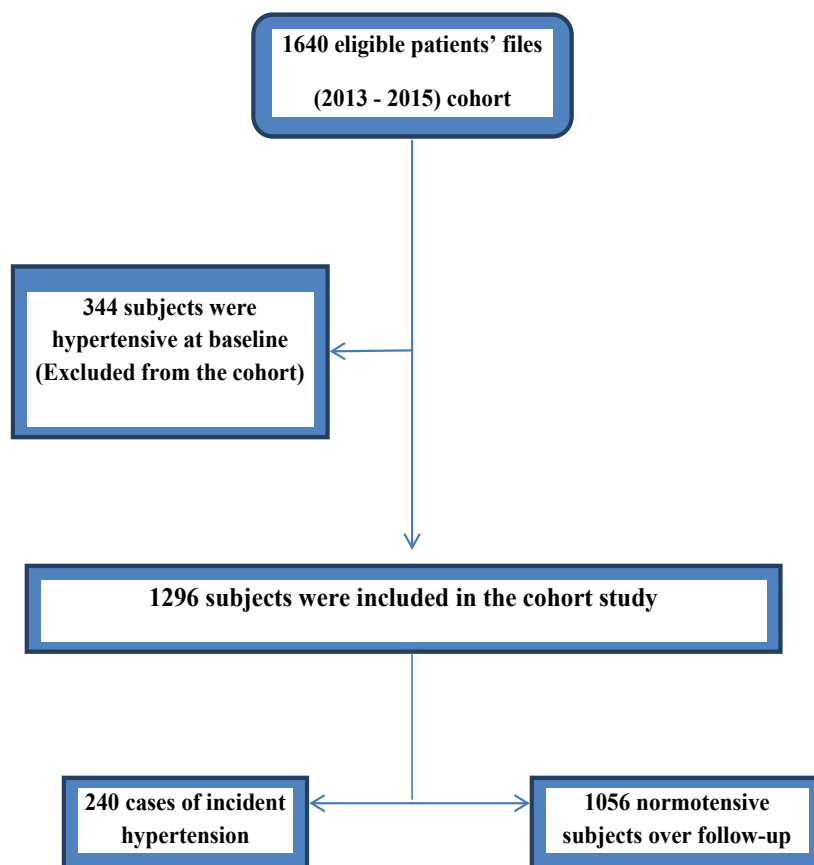 1640 eligible patients’ files
(2013 - 2015) cohort
344 subjects were
hypertensive at baseline
(Excluded from the cohort)
1296 subjects were included in the cohort study
240 cases of incident
hypertension
1056 normotensive
subjects over follow-up